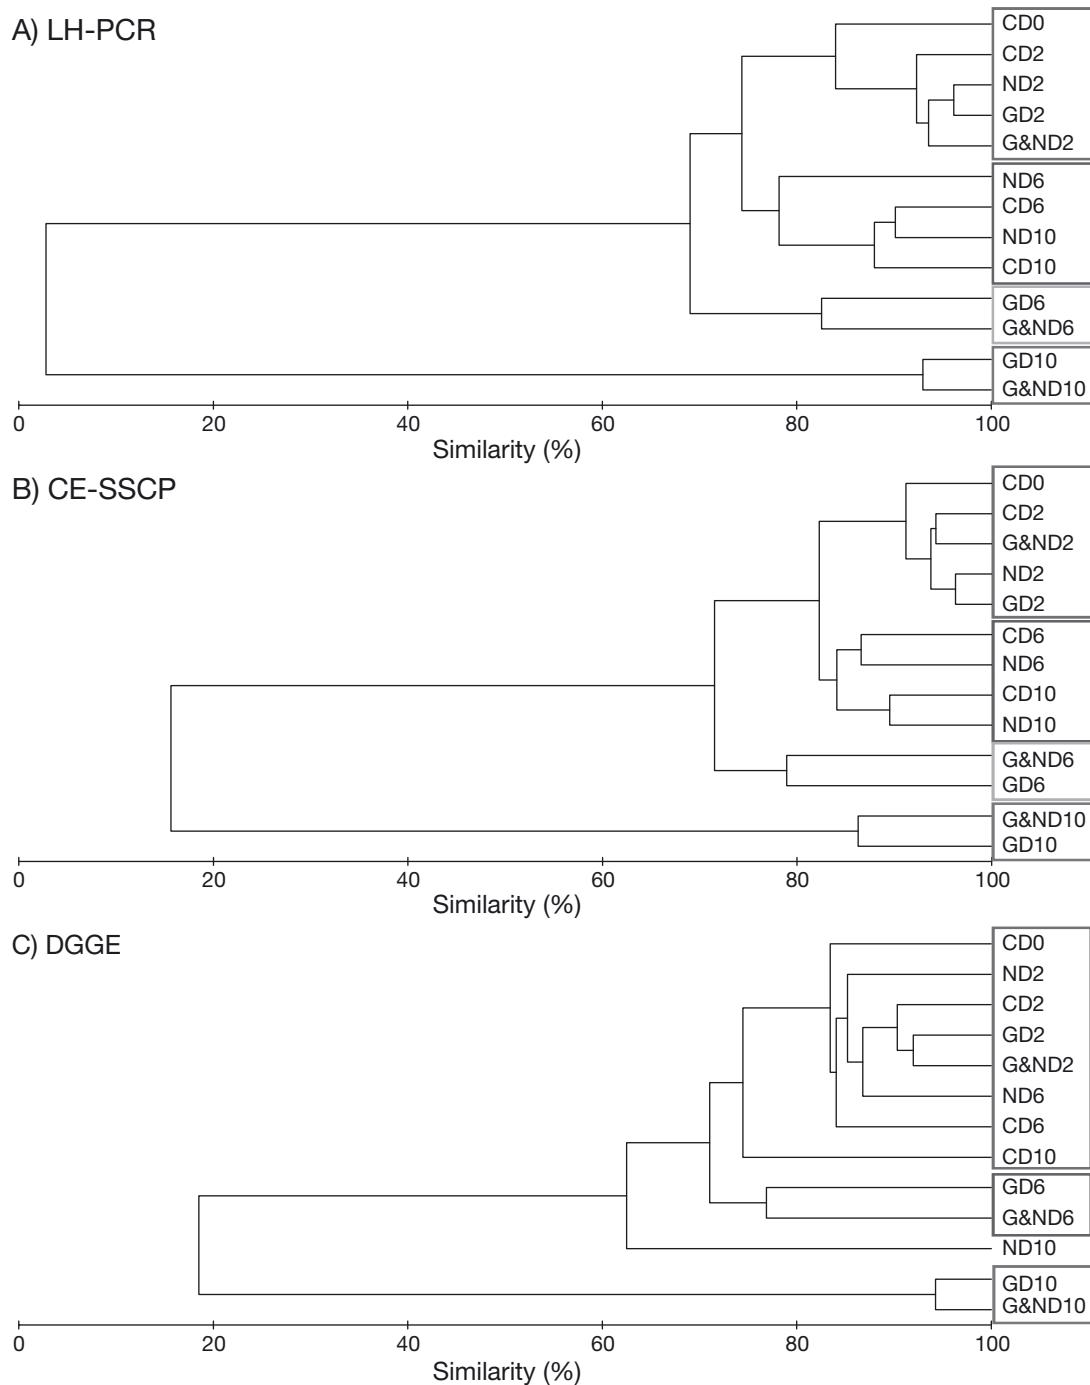 A) LH-PCR
CD0
CD2
ND2
GD2
G&ND2
ND6
CD6
ND10
CD10
GD6
G&ND6
GD10
G&ND10
0 20 40 60 80 100
Similarity (%)
B) CE-SSCP
CD0
CD2
G&ND2
ND2
GD2
CD6
ND6
CD10
ND10
G&ND6
GD6
G&ND10
GD10
0 20 40 60 80 100
Similarity (%)
C) DGGE
CD0
ND2
CD2
GD2
G&ND2
ND6
CD6
CD10
GD6
G&ND6
ND10
GD10
G&ND10
0 20 40 60 80 100
Similarity (%)